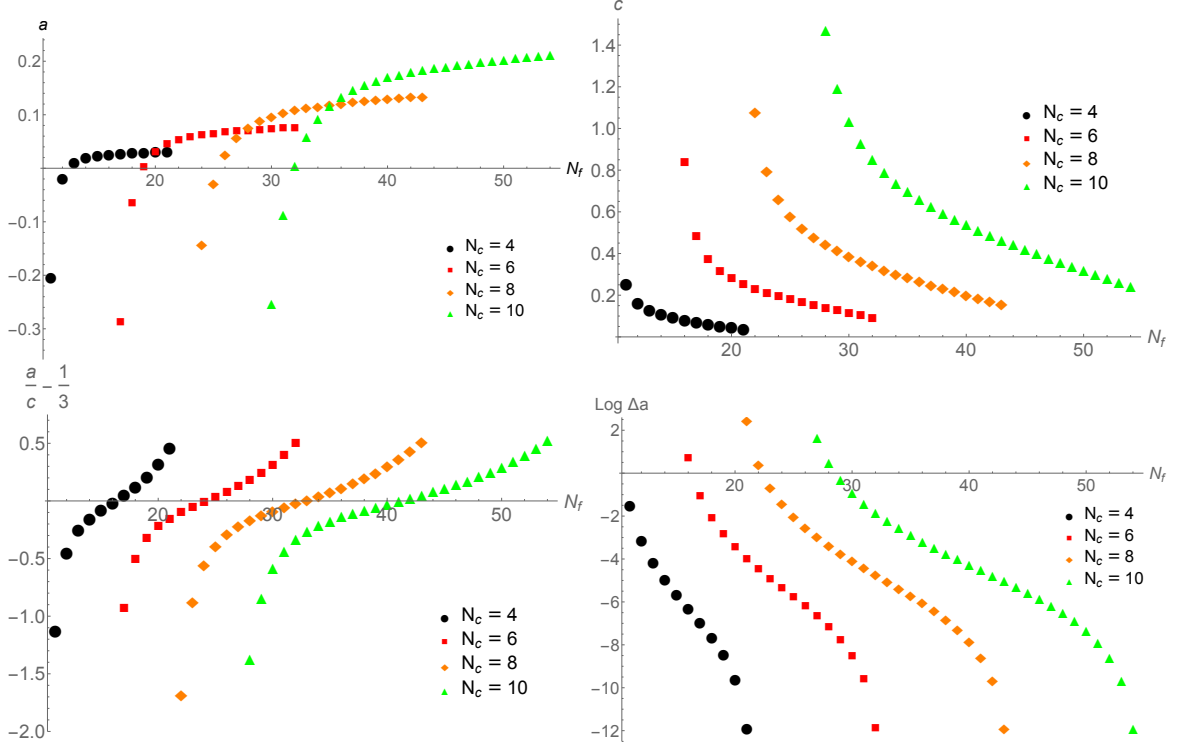 a
0.2
0.1
20
30
40
50
N_f
−0.1
−0.2
−0.3
N_c = 4
N_c = 6
N_c = 8
N_c = 10
c
1.4
1.2
1.0
0.8
0.6
0.4
0.2
20
30
40
50
N_f
N_c = 4
N_c = 6
N_c = 8
N_c = 10
a/c − 1/3
0.5
20
30
40
50
N_f
−0.5
−1.0
−1.5
−2.0
N_c = 4
N_c = 6
N_c = 8
N_c = 10
Log Δa
2
20
30
40
50
N_f
−2
−4
−6
−8
−10
−12
N_c = 4
N_c = 6
N_c = 8
N_c = 10